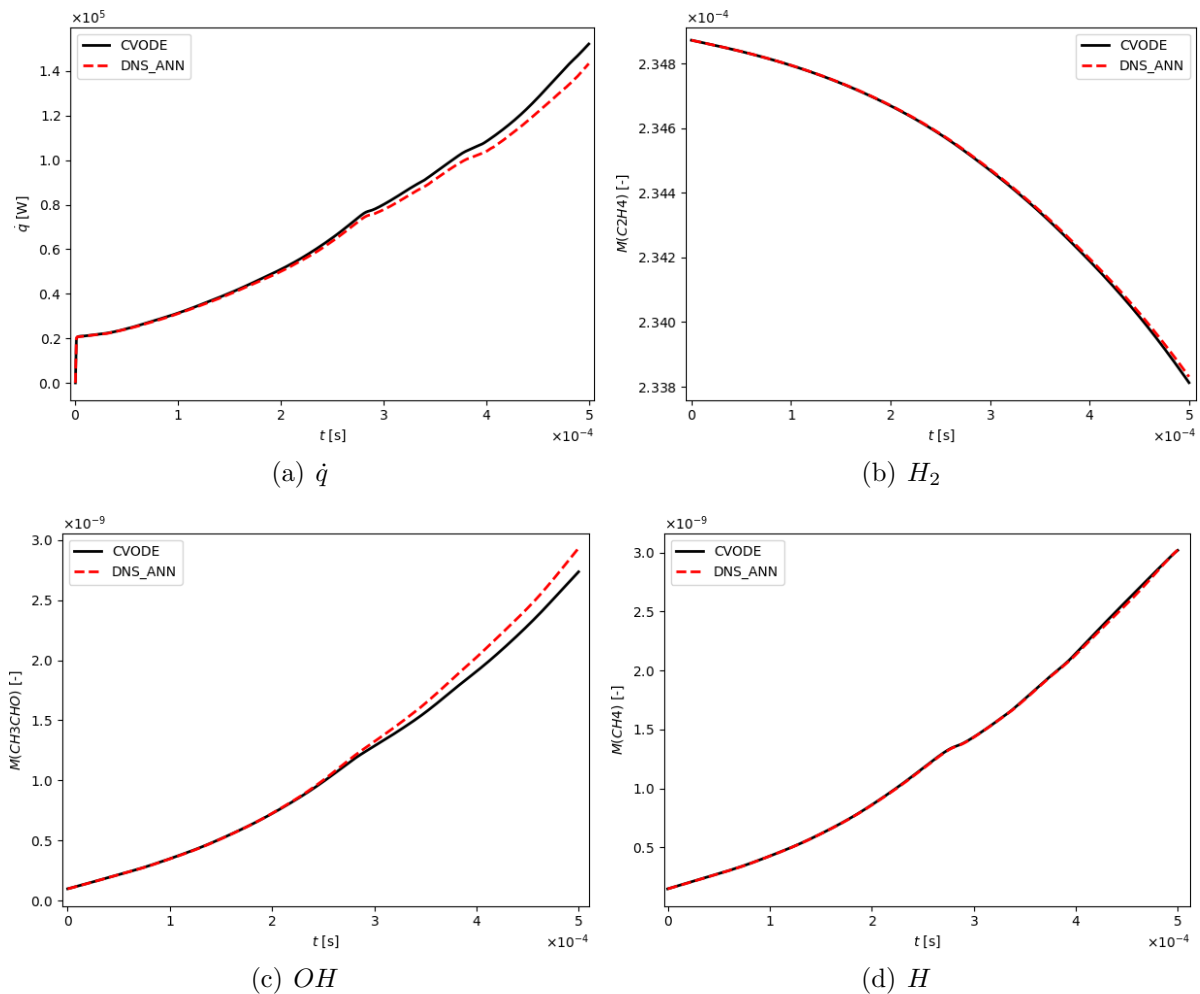 ×10⁵
CVODE
DNS_ANN
1.4
1.2
1.0
0.8
0.6
0.4
0.2
0.0
q̇ [W]
0 1 2 3 4 5
t [s]
×10⁻⁴
(a) q̇
×10⁻⁴
CVODE
DNS_ANN
2.348
2.346
2.344
2.342
2.340
2.338
M(C2H4) [-]
0 1 2 3 4 5
t [s]
×10⁻⁴
(b) H₂
×10⁻⁹
CVODE
DNS_ANN
3.0
2.5
2.0
1.5
1.0
0.5
0.0
M(CH3CHO) [-]
0 1 2 3 4 5
t [s]
×10⁻⁴
(c) OH
×10⁻⁹
CVODE
DNS_ANN
3.0
2.5
2.0
1.5
1.0
0.5
M(CH4) [-]
0 1 2 3 4 5
t [s]
×10⁻⁴
(d) H